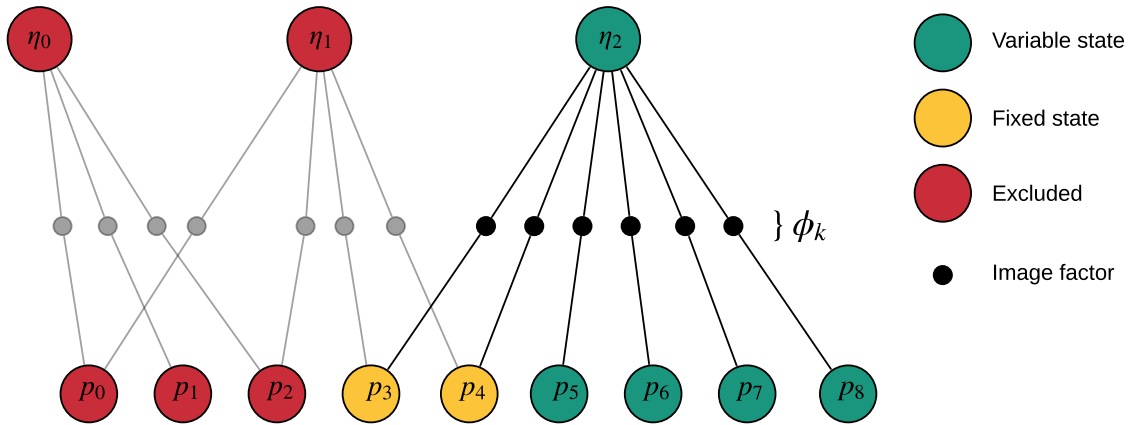 η₀ η₁ η₂
Variable state
Fixed state
Excluded
} ϕₖ
Image factor
p₀ p₁ p₂ p₃ p₄ p₅ p₆ p₇ p₈